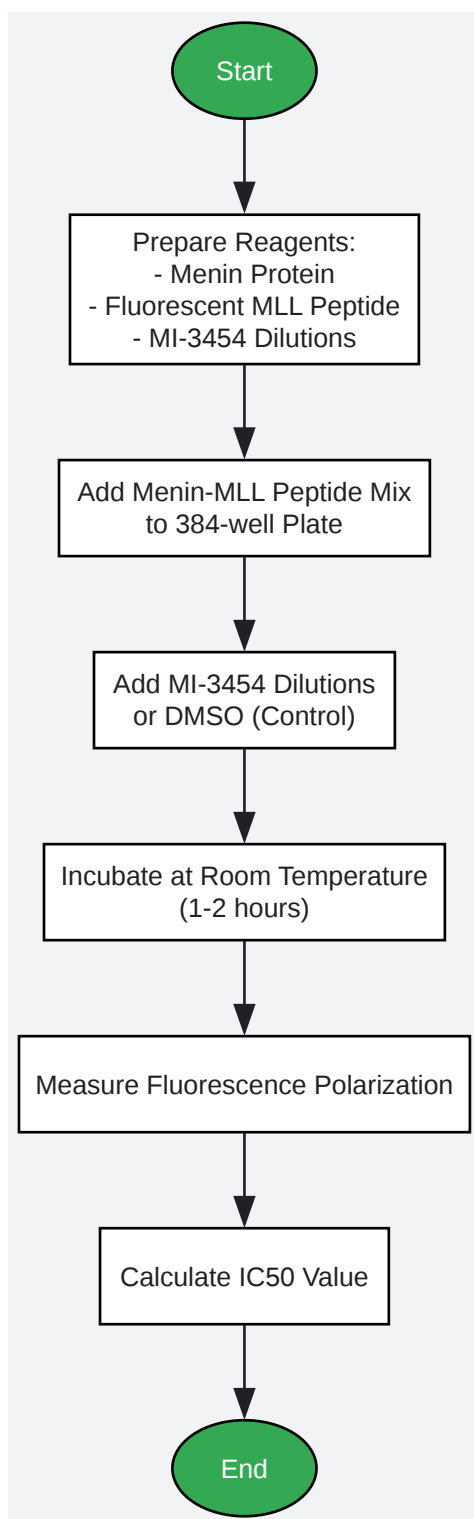 Start
Prepare Reagents:
- Menin Protein
- Fluorescent MLL Peptide
- MI-3454 Dilutions
Add Menin-MLL Peptide Mix
to 384-well Plate
Add MI-3454 Dilutions
or DMSO (Control)
Incubate at Room Temperature
(1-2 hours)
Measure Fluorescence Polarization
Calculate IC50 Value
End